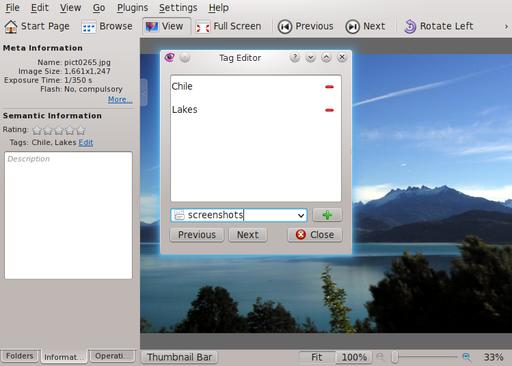 File Edit View Go Plugins Settings Help
Start Page Browse View Full Screen Previous Next Rotate Left
Meta Information
Name: pict0265.jpg
Image Size: 1,661x1,247
Exposure Time: 1/350 s
Flash: No, compulsory
More...
Semantic Information
Rating:
Tags: Chile, Lakes Edit
Description
Tag Editor
Chile
Lakes
screenshots
Previous Next Close
Folders Informat... Operati...
Thumbnail Bar Fit 100% 33%